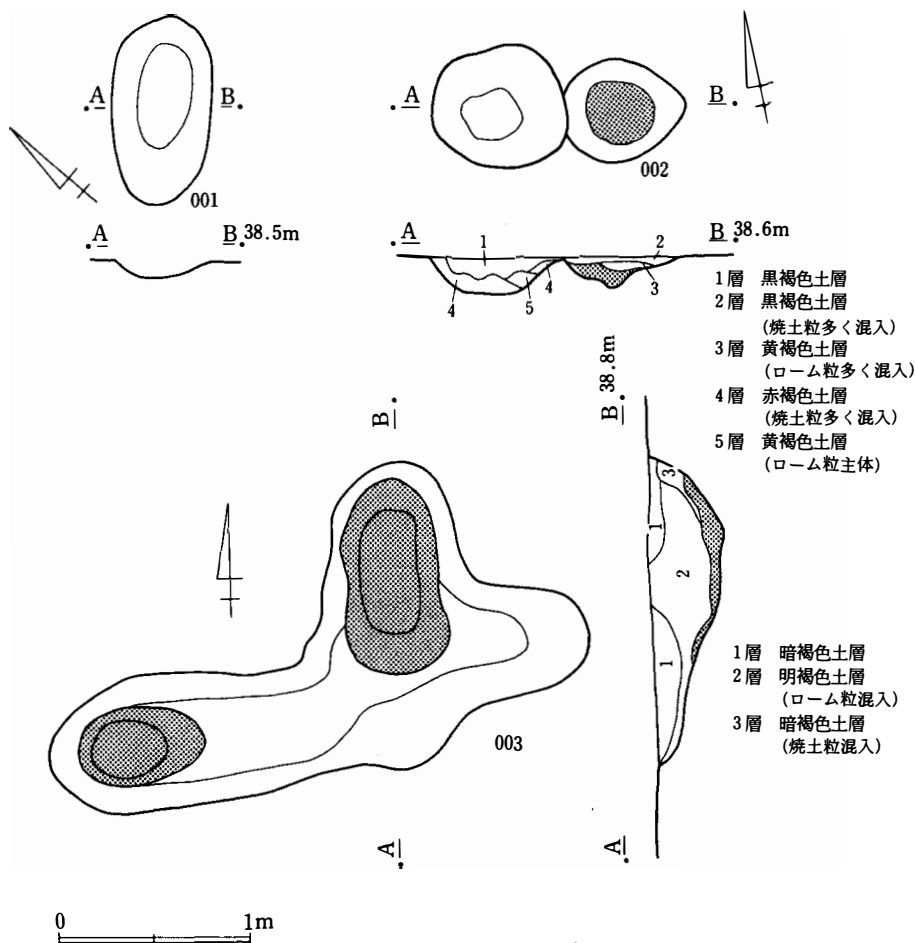 A
B
001
A
B 38.5m
A
B
002
A
B 38.6m
1
2
4
5
4
3
1層 黒褐色土層
2層 黒褐色土層
(焼土粒多く混入)
3層 黄褐色土層
(ローム粒多く混入)
4層 赤褐色土層
(焼土粒多く混入)
5層 黄褐色土層
(ローム粒主体)
B
003
A
B 38.8m
3
1
2
1
A
1層 暗褐色土層
2層 明褐色土層
(ローム粒混入)
3層 暗褐色土層
(焼土粒混入)
0 1m